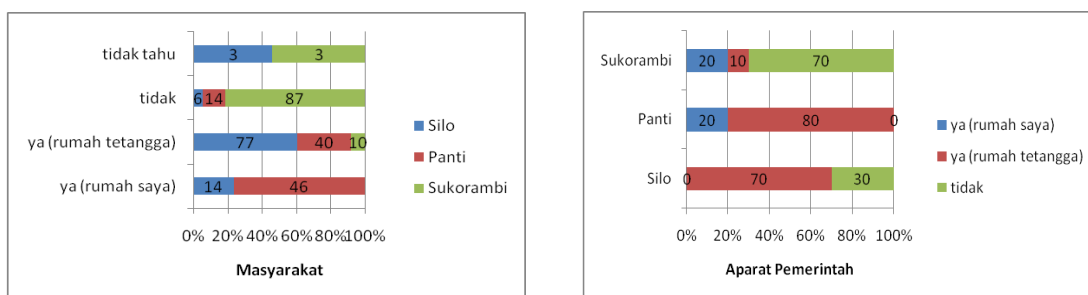 tidak tahu 3 3
tidak 6 14 87
ya (rumah tetangga) 77 40 10
ya (rumah saya) 14 46
0% 20% 40% 60% 80% 100%
Masyarakat
Silo
Panti
Sukorambi
Sukorambi 20 10 70
Panti 20 80 0
Silo 0 70 30
0% 20% 40% 60% 80% 100%
Aparat Pemerintah
ya (rumah saya)
ya (rumah tetangga)
tidak